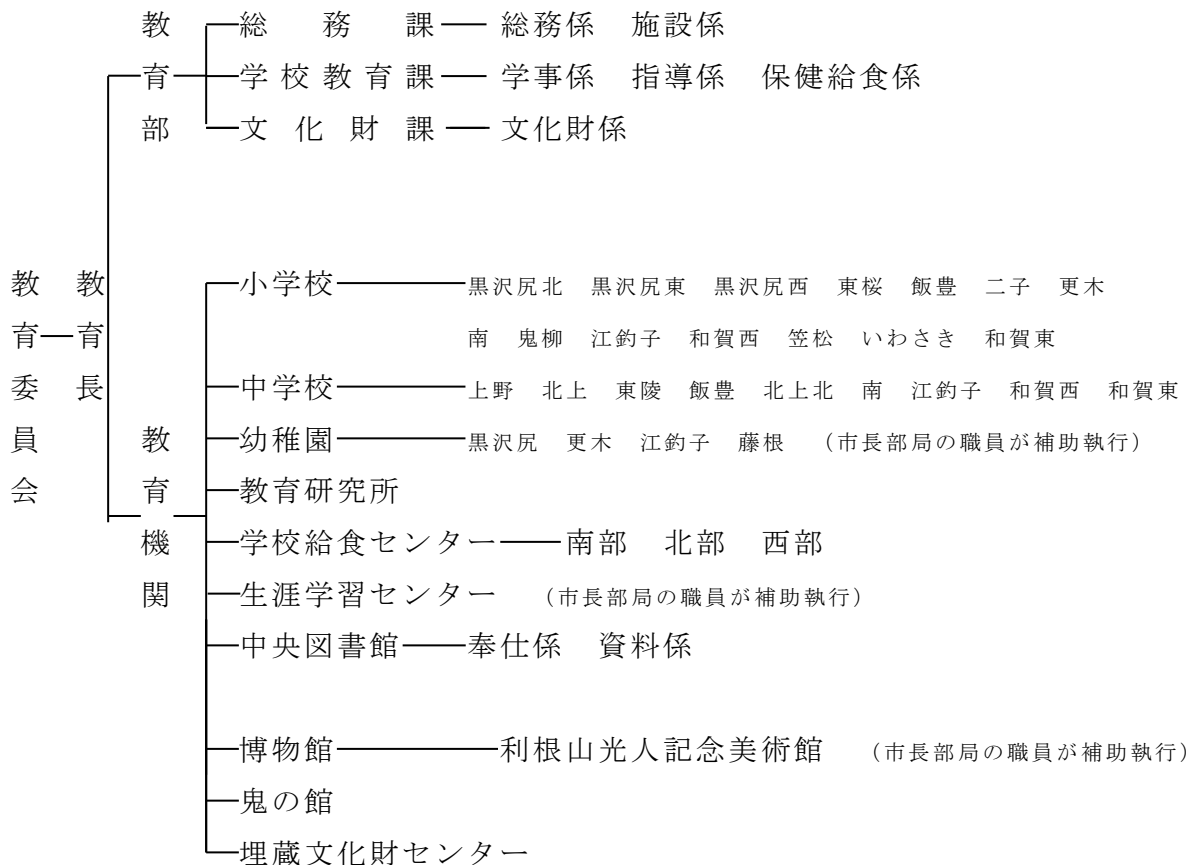 教育委員会
教育長
教育部
総務課 総務係 施設係
学校教育課 学事係 指導係 保健給食係
文化財課 文化財係
教育機関
小学校 黒沢尻北 黒沢尻東 黒沢尻西 東桜 飯豊 二子 更木
南 鬼柳 江釣子 和賀西 笠松 いわさき 和賀東
中学校 上野 北上 東陵 飯豊 北上北 南 江釣子 和賀西 和賀東
幼稚園 黒沢尻 更木 江釣子 藤根 （市長部局の職員が補助執行）
教育研究所
学校給食センター 南部 北部 西部
生涯学習センター （市長部局の職員が補助執行）
中央図書館 奉仕係 資料係
博物館 利根山光人記念美術館 （市長部局の職員が補助執行）
鬼の館
埋蔵文化財センター